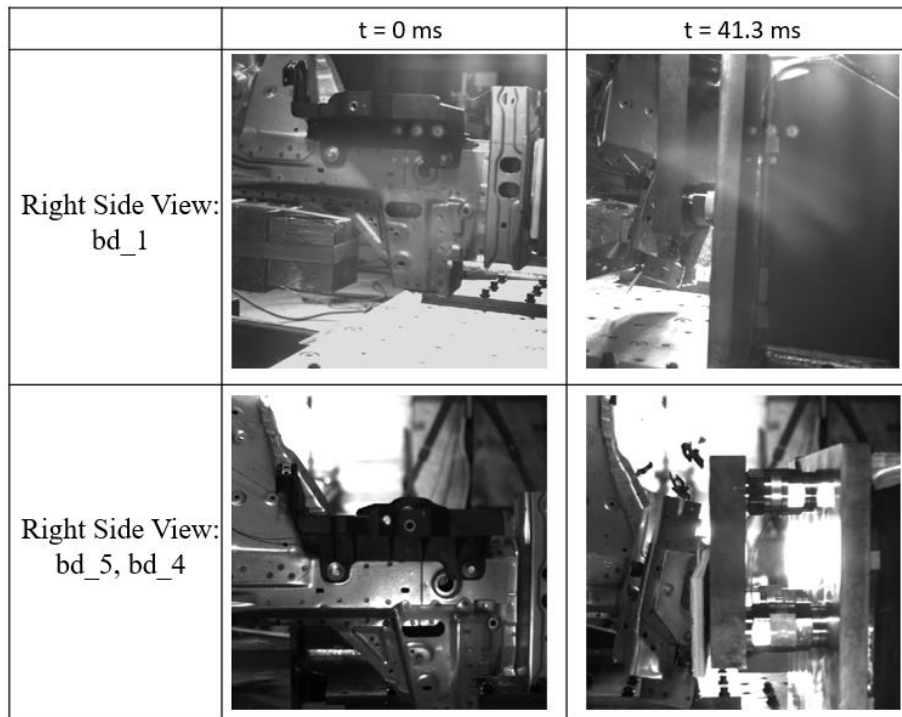 t = 0 ms
t = 41.3 ms
Right Side View:
bd_1
Right Side View:
bd_5, bd_4